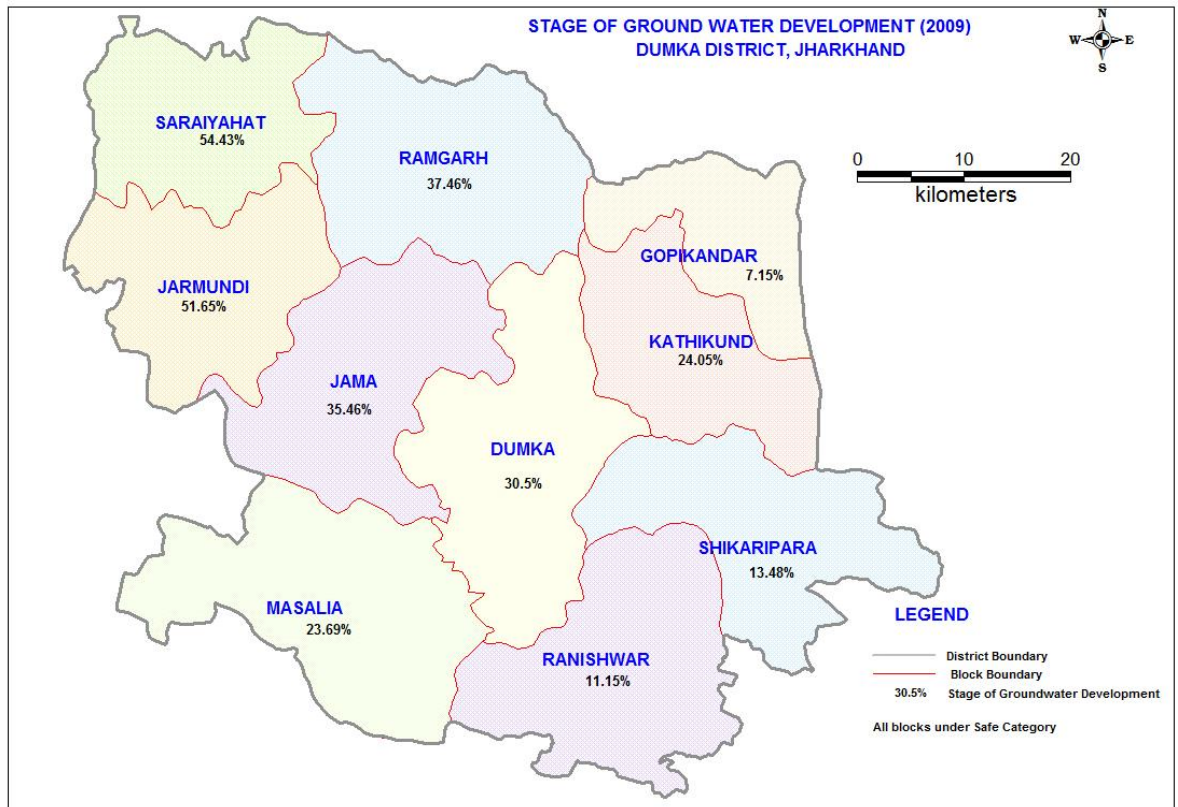 STAGE OF GROUND WATER DEVELOPMENT (2009)
DUMKA DISTRICT, JHARKHAND
N
W E
S
SARAIYAHAT
54.43%
RAMGARH
37.46%
0 10 20
kilometers
GOPIKANDAR
7.15%
JARMUNDI
51.65%
KATHIKUND
24.05%
JAMA
35.46%
DUMKA
30.5%
SHIKARIPARA
13.48%
MASALIA
23.69%
RANISHWAR
11.15%
LEGEND
District Boundary
Block Boundary
30.5% Stage of Groundwater Development
All blocks under Safe Category